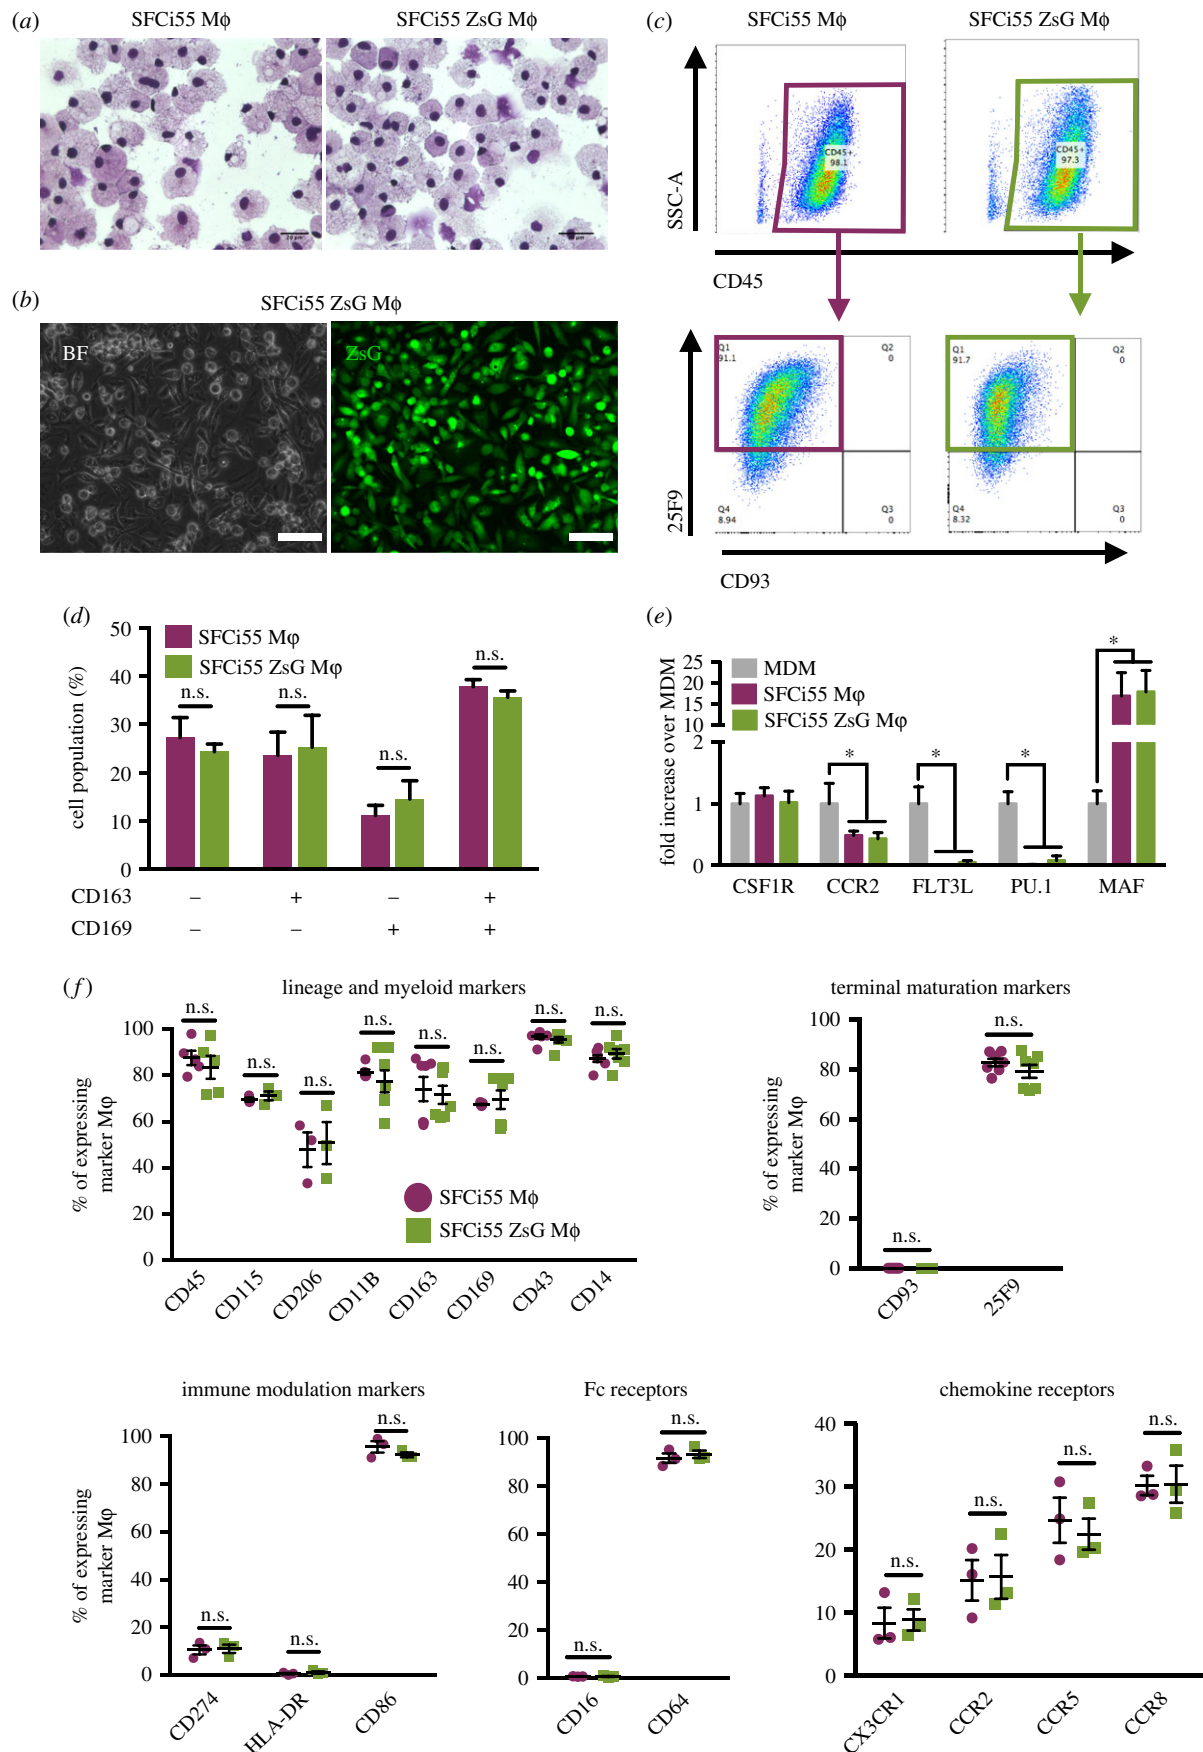 (a)
SFCi55 Mϕ
SFCi55 ZsG Mϕ
(b)
SFCi55 ZsG Mϕ
BF
ZsG
(c)
SFCi55 Mϕ
SFCi55 ZsG Mϕ
SSC-A
CD45+
98.1
CD45+
97.3
CD45
25F9
Q1
91.1
Q2
0
Q4
8.94
Q3
0
Q1
91.7
Q2
0
Q4
8.32
Q3
0
CD93
(d)
cell population (%)
50
40
30
20
10
0
SFCi55 Mφ
SFCi55 ZsG Mφ
n.s.
n.s.
n.s.
n.s.
CD163 – + – +
CD169 – – + +
(e)
fold increase over MDM
25
20
15
10
2
1
0
MDM
SFCi55 Mφ
SFCi55 ZsG Mφ
*
*
*
*
CSF1R CCR2 FLT3L PU.1 MAF
(f)
lineage and myeloid markers
% of expressing
marker Mφ
100
80
60
40
20
0
n.s. n.s. n.s. n.s. n.s. n.s. n.s. n.s.
SFCi55 Mϕ
SFCi55 ZsG Mϕ
CD45 CD115 CD206 CD11B CD163 CD169 CD43 CD14
terminal maturation markers
% of expressing
marker Mφ
100
80
60
40
20
0
n.s. n.s.
CD93 25F9
immune modulation markers
% of expressing
marker Mφ
100
80
60
40
20
0
n.s. n.s. n.s.
CD274 HLA-DR CD86
Fc receptors
100
80
60
40
20
0
n.s. n.s.
CD16 CD64
chemokine receptors
40
30
20
10
0
n.s. n.s. n.s. n.s.
CX3CR1 CCR2 CCR5 CCR8